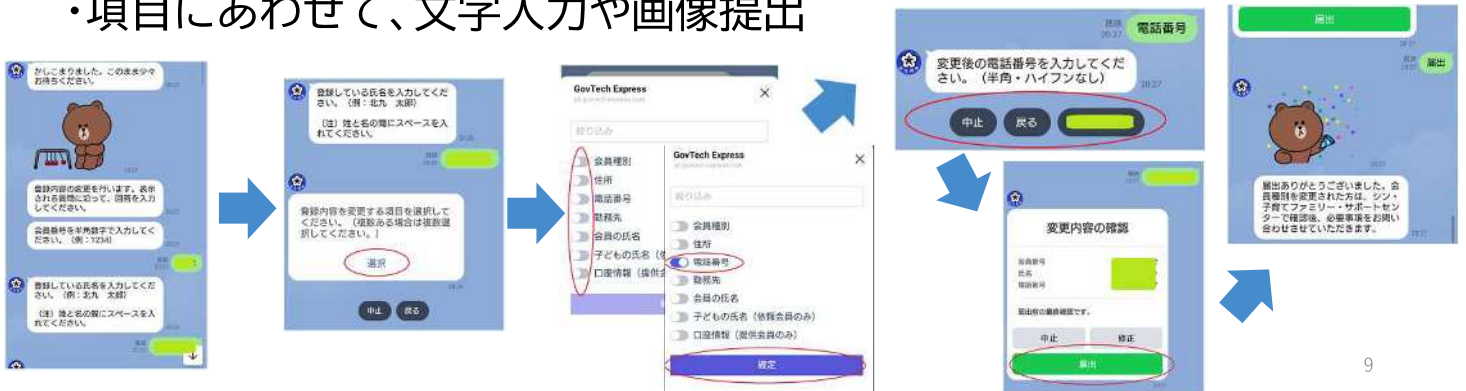 ・項目にあわせて、文字入力や画像提出
かしこまりました。このまま少々
お待ちください。
登録内容の変更を行います。表示
される質問に沿って、回答を入力
してください。
会員番号を半角数字で入力してく
ださい。（例：1234）
登録している氏名を入力してくだ
さい。（例：北九 太郎）
（注）姓と名の間にスペースを入
れてください。
登録している氏名を入力してくだ
さい。（例：北九 太郎）
（注）姓と名の間にスペースを入
れてください。
登録内容を変更する項目を選択して
ください。（複数ある場合は複数選
択してください。）
選択
中止
戻る
GovTech Express
絞り込み
会員種別
住所
電話番号
勤務先
会員の氏名
子どもの氏名（依
口座情報（提供会
GovTech Express
絞り込み
会員種別
住所
電話番号
勤務先
会員の氏名
子どもの氏名（依頼会員のみ）
口座情報（提供会員のみ）
確定
既読
20:27
電話番号
変更後の電話番号を入力してくだ
さい。（半角・ハイフンなし）
20:27
中止
戻る
変更内容の確認
会員番号
氏名
電話番号
届出前の最終確認です。
中止
修正
届出
届出
届出
届出ありがとうございました。会
員種別を変更された方は、シン・
子育てファミリー・サポートセン
ターで確認後、必要事項をお問い
合わせさせていただきます。
9